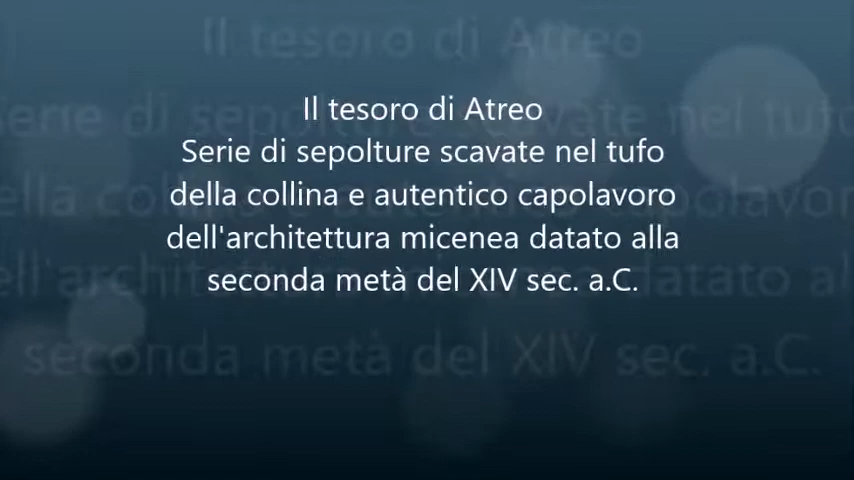 Il tesoro di Atreo
Serie di sepolture scavate nel tufo
della collina e autentico capolavoro
dell'architettura micenea datato alla
seconda metà del XIV sec. a.C.